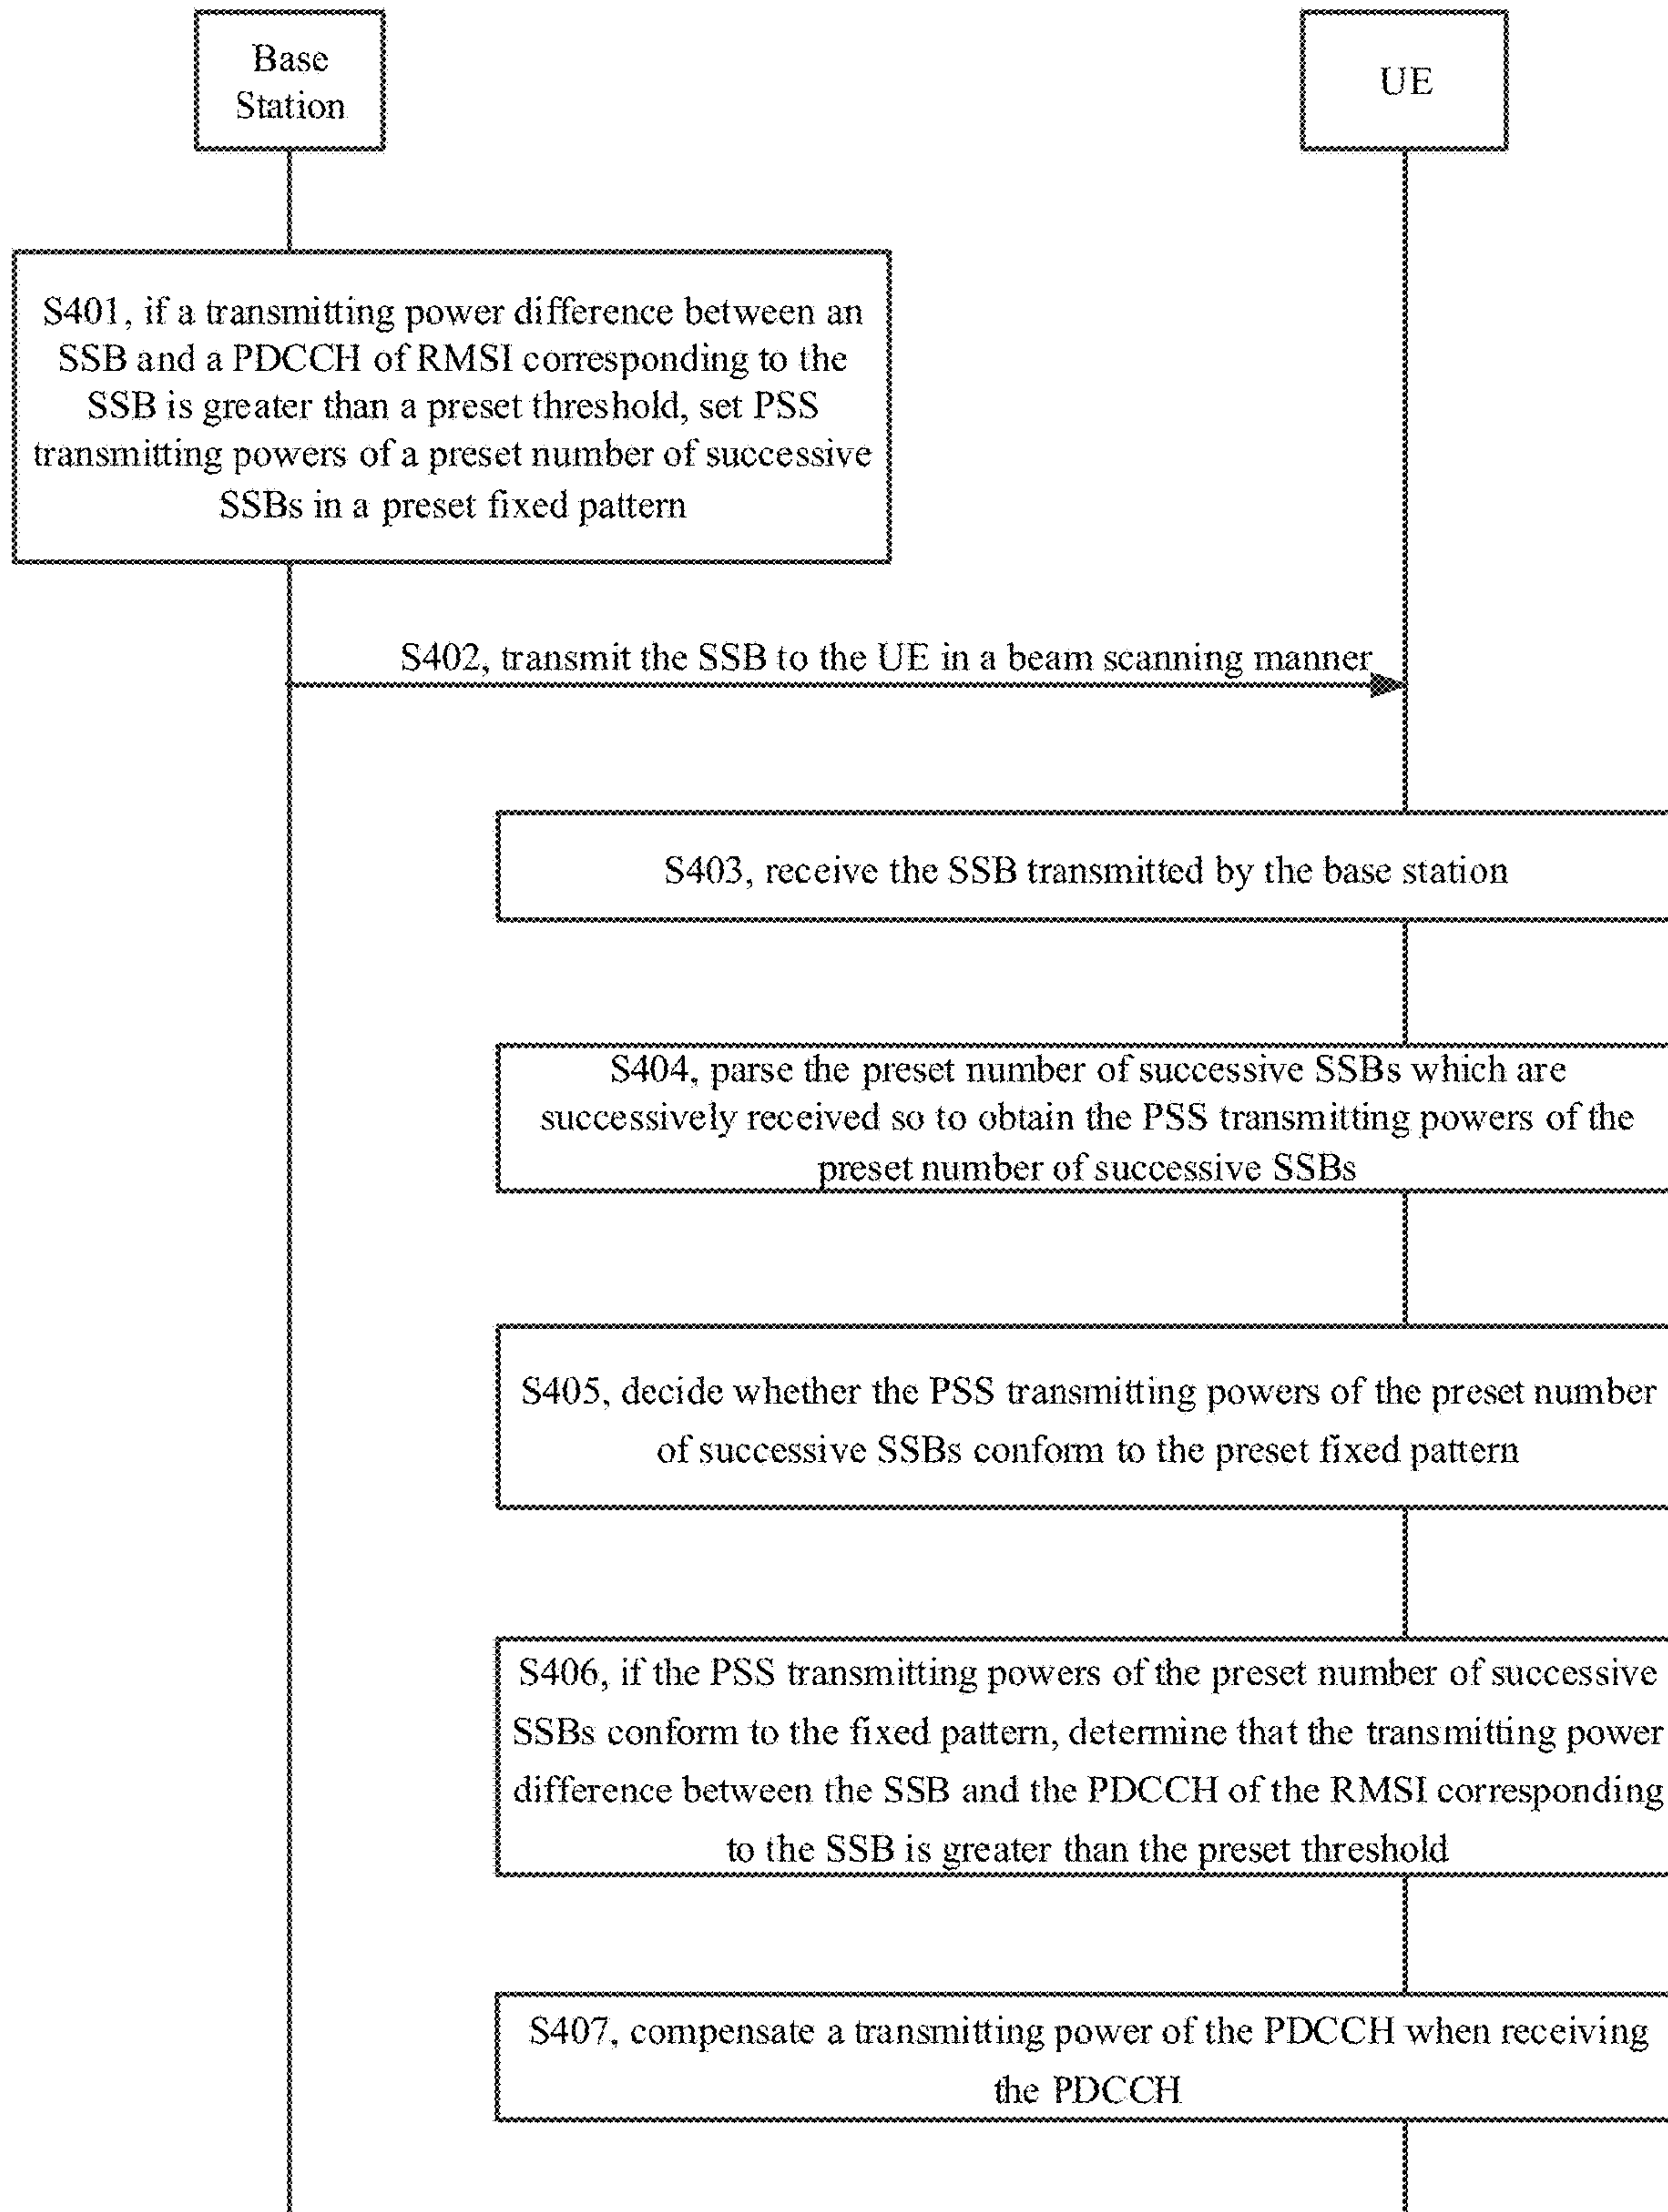 Base
Station
UE
S401, if a transmitting power difference between an
SSB and a PDCCH of RMSI corresponding to the
SSB is greater than a preset threshold, set PSS
transmitting powers of a preset number of successive
SSBs in a preset fixed pattern
S402, transmit the SSB to the UE in a beam scanning manner
S403, receive the SSB transmitted by the base station
S404, parse the preset number of successive SSBs which are
successively received so to obtain the PSS transmitting powers of the
preset number of successive SSBs
S405, decide whether the PSS transmitting powers of the preset number
of successive SSBs conform to the preset fixed pattern
S406, if the PSS transmitting powers of the preset number of successive
SSBs conform to the fixed pattern, determine that the transmitting power
difference between the SSB and the PDCCH of the RMSI corresponding
to the SSB is greater than the preset threshold
S407, compensate a transmitting power of the PDCCH when receiving
the PDCCH